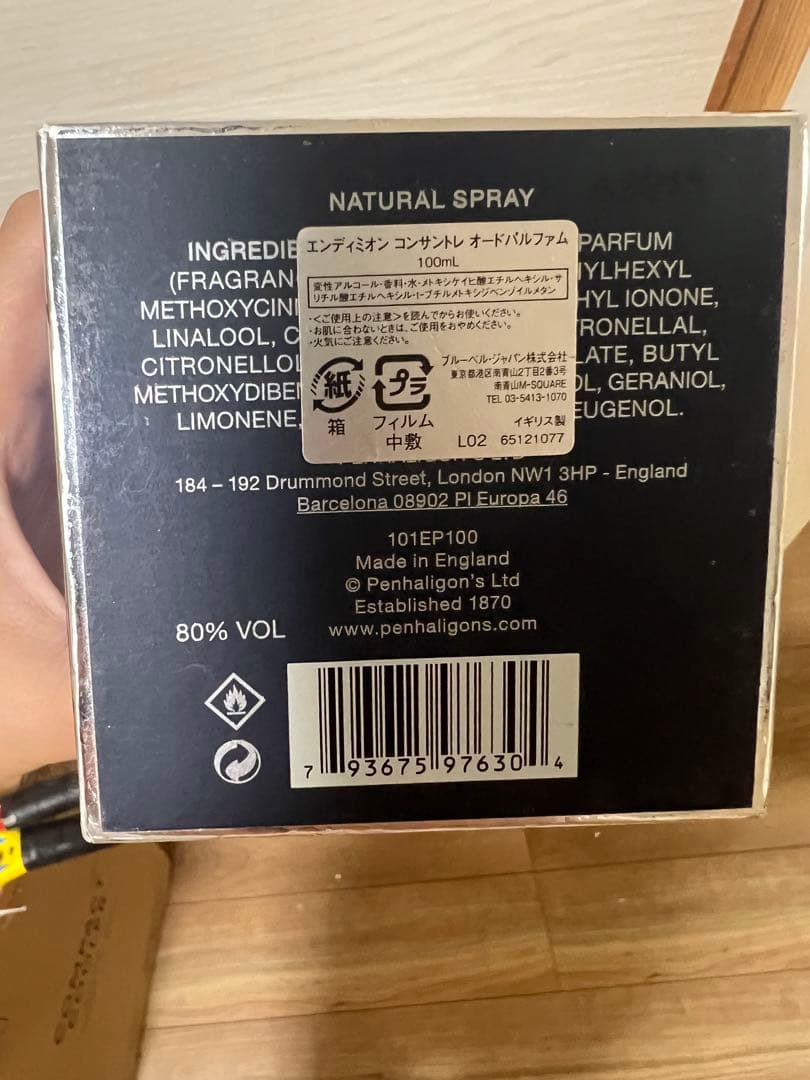 NATURAL SPRAY
INGREDIE
PARFUM
(FRAGRAN
HYLHEXYL
METHOXYCIN
HYL IONONE,
LINALOOL, C
TRONELLAL,
CITRONELLOL
LATE, BUTYL
METHOXYDIBEN
OL, GERANIOL,
LIMONENE,
EUGENOL.
エンディミオン コンサントレ オードパルファム
100mL
変性アルコール・香料・水・メトキシケイヒ酸エチルヘキシル・サ
リチル酸エチルヘキシル・t-ブチルメトキシジベンゾイルメタン
・<ご使用上の注意>を読んでからお使いください。
・お肌に合わないときは、ご使用をおやめください。
・火気にご注意ください。
紙
箱
プラ
フィルム
中敷
ブルーベル・ジャパン株式会社
東京都港区南青山2丁目2番3号
南青山M-SQUARE
TEL 03-5413-1070
イギリス製
L02 65121077
184 – 192 Drummond Street, London NW1 3HP - England
Barcelona 08902 Pl Europa 46
101EP100
Made in England
© Penhaligon's Ltd
Established 1870
www.penhaligons.com
80% VOL
7 93675 97630 4